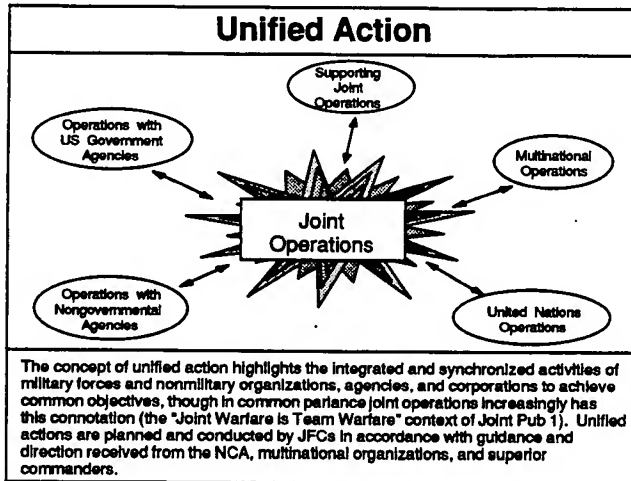 Unified Action
Supporting
Joint
Operations
Operations with
US Government
Agencies
Multinational
Operations
Joint
Operations
Operations with
Nongovernmental
Agencies
United Nations
Operations
The concept of unified action highlights the integrated and synchronized activities of
military forces and nonmilitary organizations, agencies, and corporations to achieve
common objectives, though in common parlance joint operations increasingly has
this connotation (the "Joint Warfare is Team Warfare" context of Joint Pub 1). Unified
actions are planned and conducted by JFCs in accordance with guidance and
direction received from the NCA, multinational organizations, and superior
commanders.